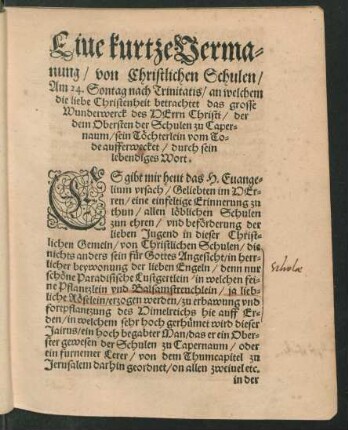 Eine kurtze Verma-
nung / von Christlichen Schulen /
Am 24. Sontag nach Trinitatis / an welchem
die liebe Christenheit betrachtet das grosse
Wunderwerck des HErrn Christi / der
dem Obersten der Schulen zu Caper-
naum / sein Töchterlein vom To-
de aufferwecket / durch sein
lebendiges Wort.
ES gibt mir heut das H. Euange-
lium vrsach / Geliebten im HEr-
ren / eine einfeltige Erinnerung zu
thun / allen löblichen Schulen
zun ehren / vnd beförderung der
lieben Jugend in dieser Christ-
lichen Gemein / von Christlichen Schulen / die
nichts anders sein für Gottes Angesicht / in herr-
licher beywonung der lieben Engeln / denn nur
schöne Paradisische Lustgertlein / in welchen fei-
ne Pflantzlein vnd Balsamstreuchlein / ja lieb-
liche Röselein / erzogen werden / zu erbawung vnd
fortpflantzung des Himelreichs hie auff Er-
den / in welchem sehr hoch gerhümet wird dieser
Jairus / ein hoch begabter Man / das er ein Ober-
ster gewesen der Schulen zu Capernaum / oder
ein furnemer Lerer / von dem Thumcapitel zu
Jerusalem darhin geordnet / on allen zweiuel etc.
in der
Scholæ